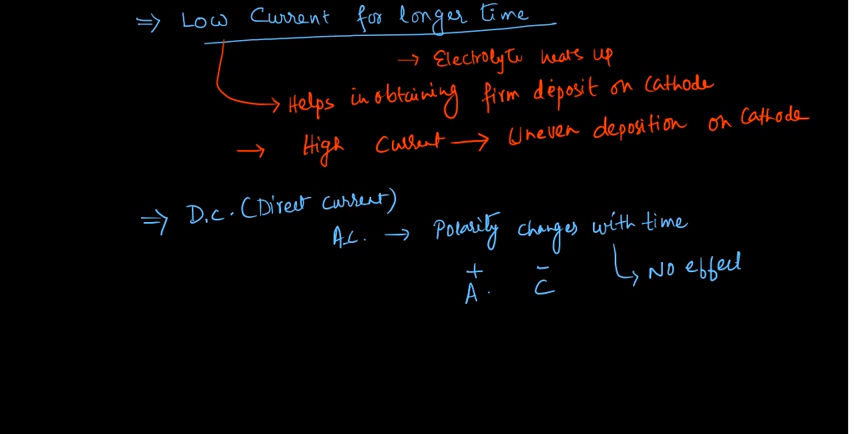 ⇒ Low Current for longer time
→ Electrolyte heats up
→ Helps in obtaining firm deposit on Cathode
→ High Current → Uneven deposition on Cathode
⇒ D.C. (Direct current)
A.C. → Polarity changes with time
+ −
A. C
→ No effect